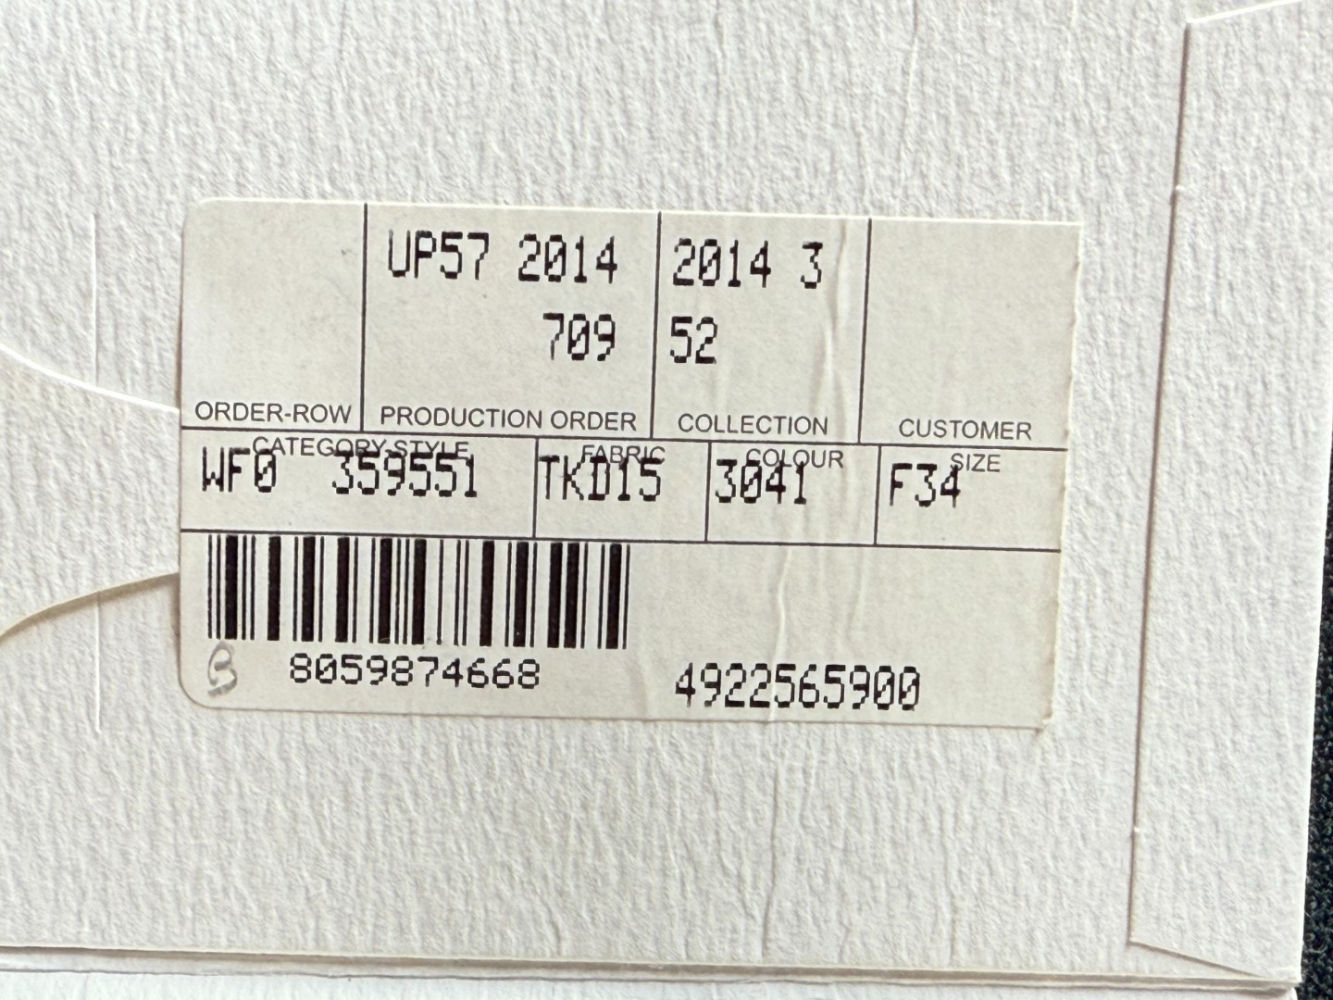 UP57 2014 2014 3
709 52
ORDER-ROW PRODUCTION ORDER COLLECTION CUSTOMER
CATEGORY-STYLE FABRIC COLOUR SIZE
WF0 359551 TKD15 3041 F34
8059874668 4922565900